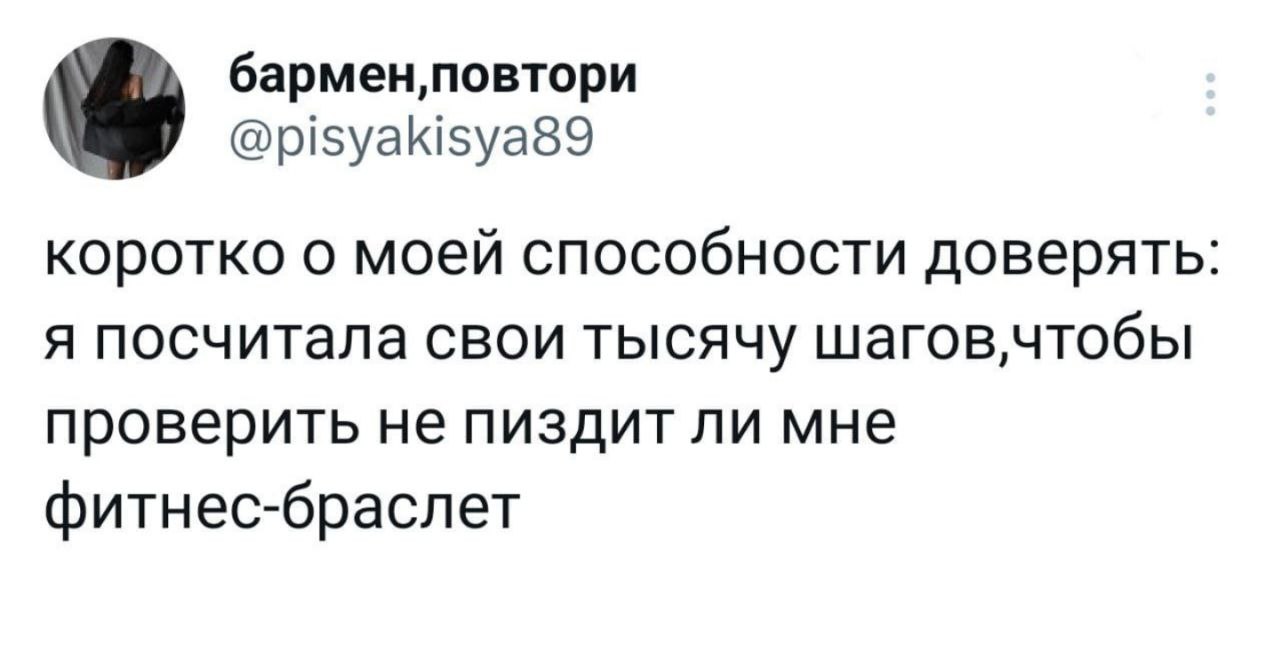 бармен,повтори
@pisyakisya89
коротко о моей способности доверять:
я посчитала свои тысячу шагов,чтобы
проверить не пиздит ли мне
фитнес-браслет